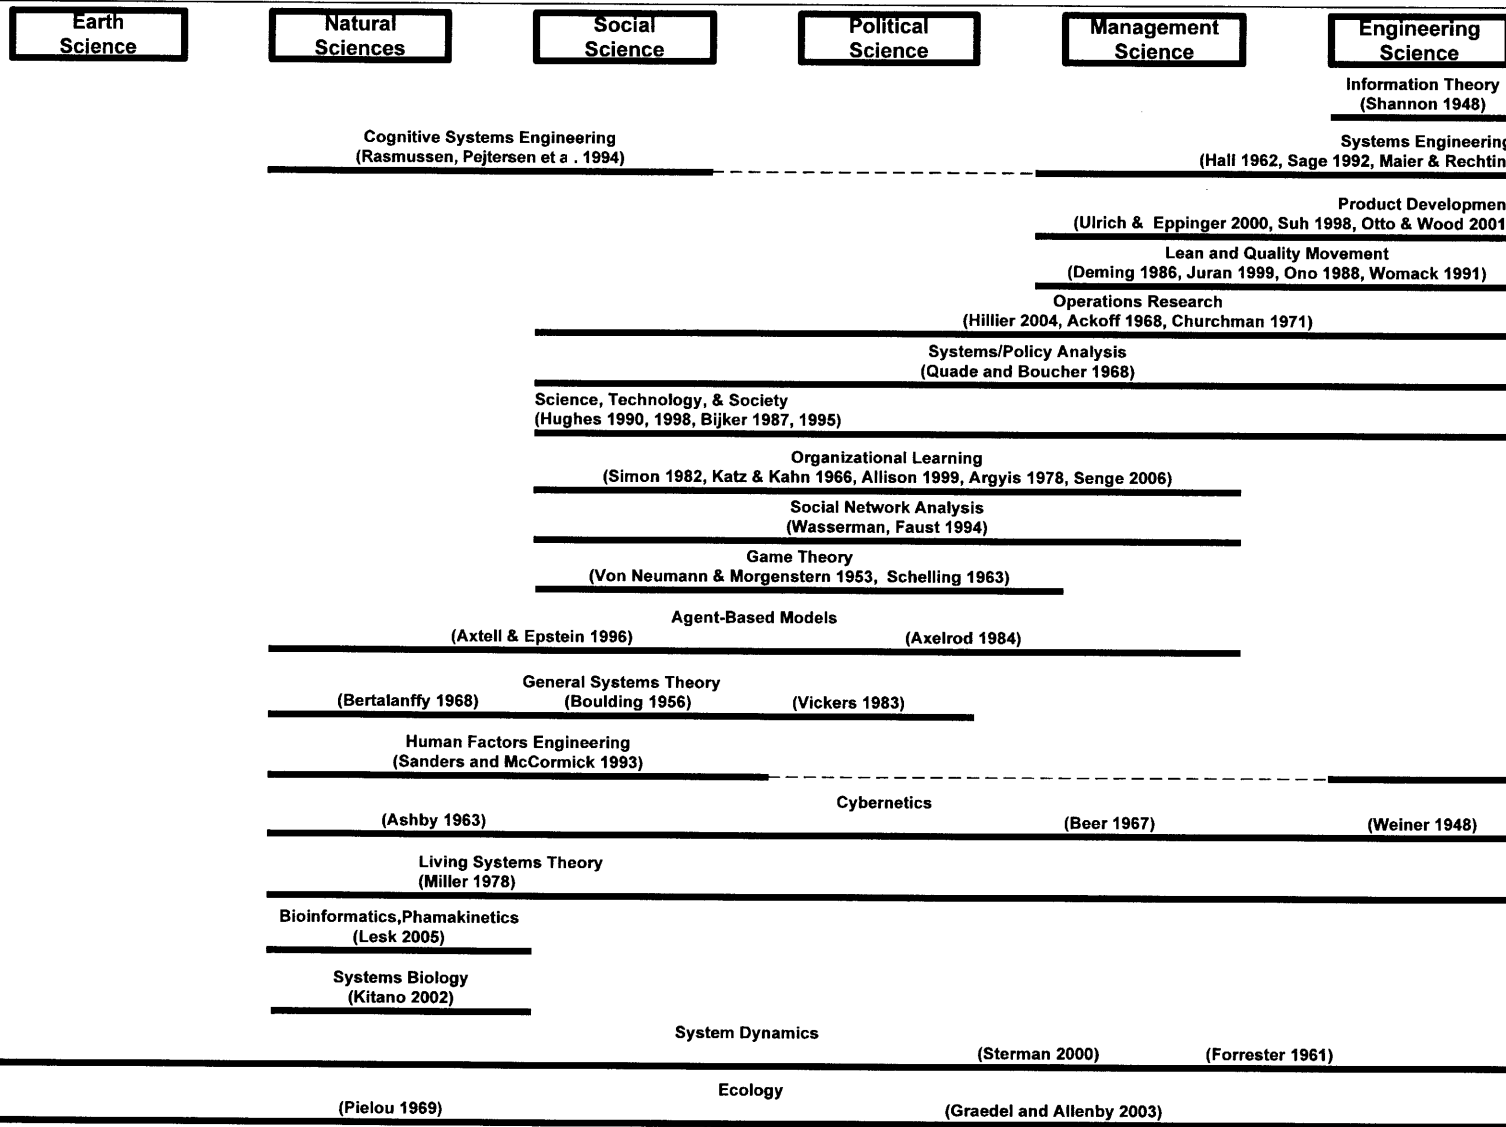 Earth
Science
Natural
Sciences
Social
Science
Political
Science
Management
Science
Engineering
Science
Information Theory
(Shannon 1948)
Cognitive Systems Engineering
(Rasmussen, Pejtersen et a . 1994)
Systems Engineering
(Hall 1962, Sage 1992, Maier & Rechtin
Product Developmen
(Ulrich & Eppinger 2000, Suh 1998, Otto & Wood 2001
Lean and Quality Movement
(Deming 1986, Juran 1999, Ono 1988, Womack 1991)
Operations Research
(Hillier 2004, Ackoff 1968, Churchman 1971)
Systems/Policy Analysis
(Quade and Boucher 1968)
Science, Technology, & Society
(Hughes 1990, 1998, Bijker 1987, 1995)
Organizational Learning
(Simon 1982, Katz & Kahn 1966, Allison 1999, Argyis 1978, Senge 2006)
Social Network Analysis
(Wasserman, Faust 1994)
Game Theory
(Von Neumann & Morgenstern 1953, Schelling 1963)
Agent-Based Models
(Axtell & Epstein 1996) (Axelrod 1984)
General Systems Theory
(Bertalanffy 1968) (Boulding 1956) (Vickers 1983)
Human Factors Engineering
(Sanders and McCormick 1993)
Cybernetics
(Ashby 1963) (Beer 1967) (Weiner 1948)
Living Systems Theory
(Miller 1978)
Bioinformatics,Phamakinetics
(Lesk 2005)
Systems Biology
(Kitano 2002)
System Dynamics
(Sterman 2000) (Forrester 1961)
Ecology
(Pielou 1969) (Graedel and Allenby 2003)